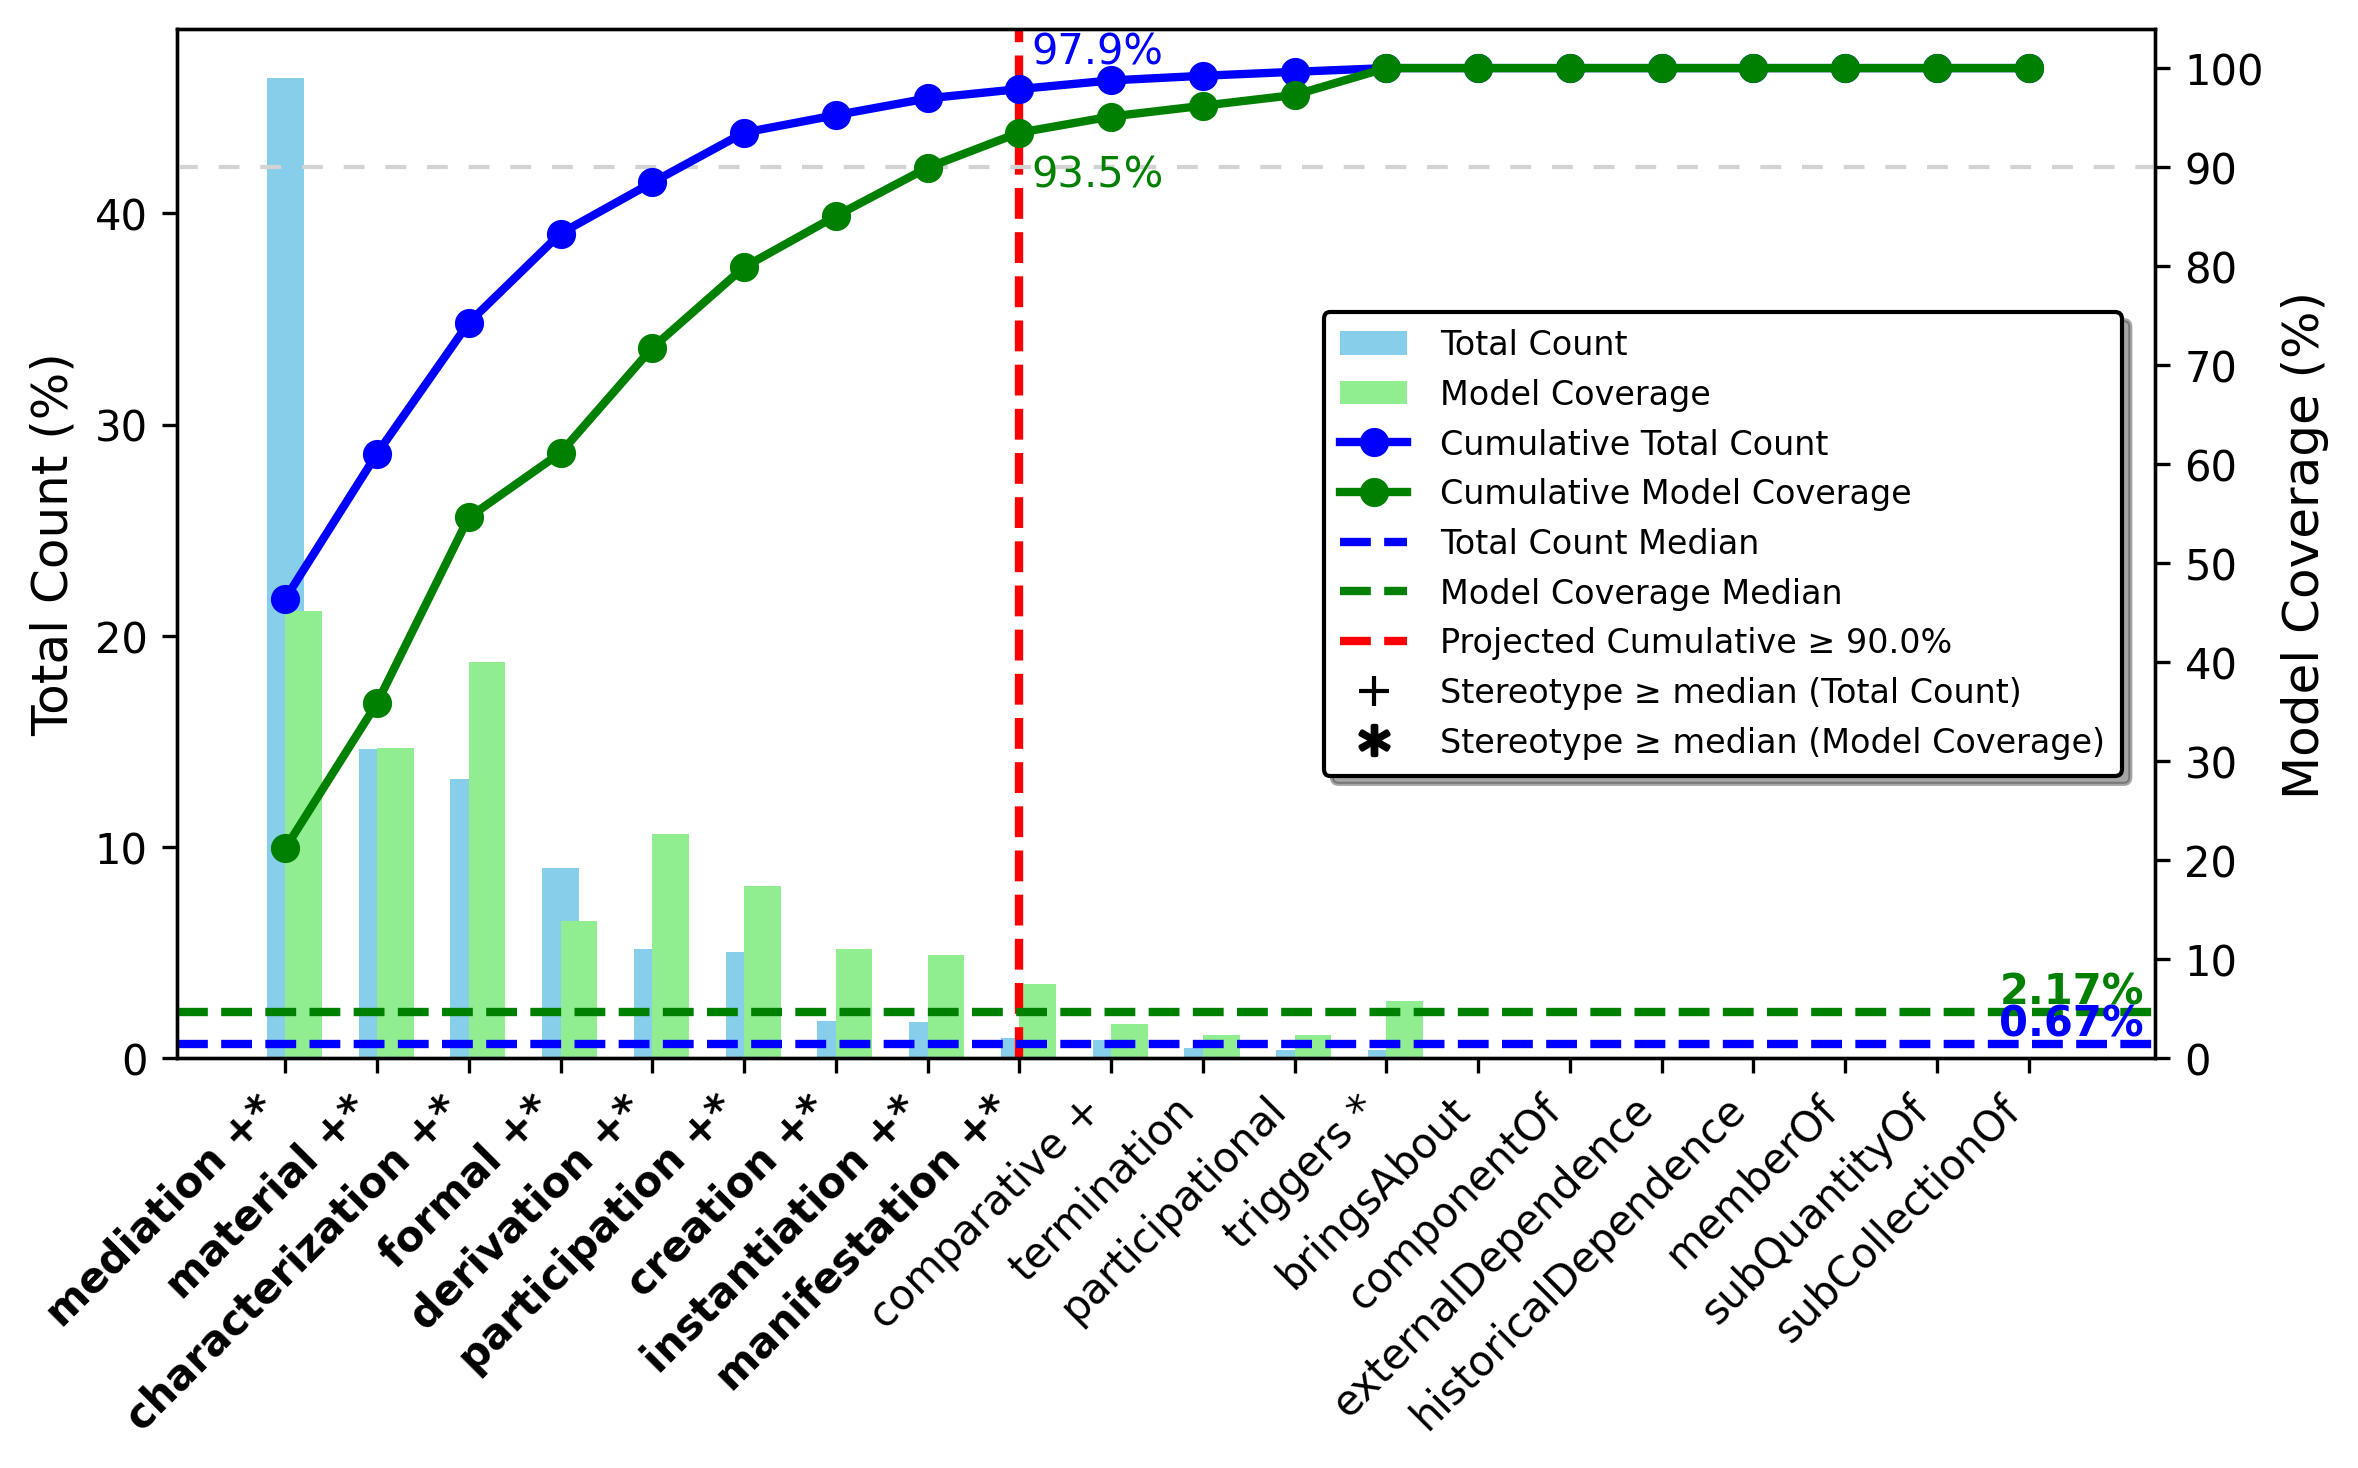 97.9%
93.5%
Total Count (%)
0
10
20
30
40
Model Coverage (%)
100
90
80
70
60
50
40
30
20
10
0
Total Count
Model Coverage
Cumulative Total Count
Cumulative Model Coverage
Total Count Median
Model Coverage Median
Projected Cumulative ≥ 90.0%
+ Stereotype ≥ median (Total Count)
✱ Stereotype ≥ median (Model Coverage)
2.17%
0.67%
mediation +*
material +*
characterization +*
formal +*
derivation +*
participation +*
creation +*
instantiation +*
manifestation +*
comparative +
termination
participational
triggers *
bringsAbout
componentOf
externalDependence
historicalDependence
memberOf
subQuantityOf
subCollectionOf